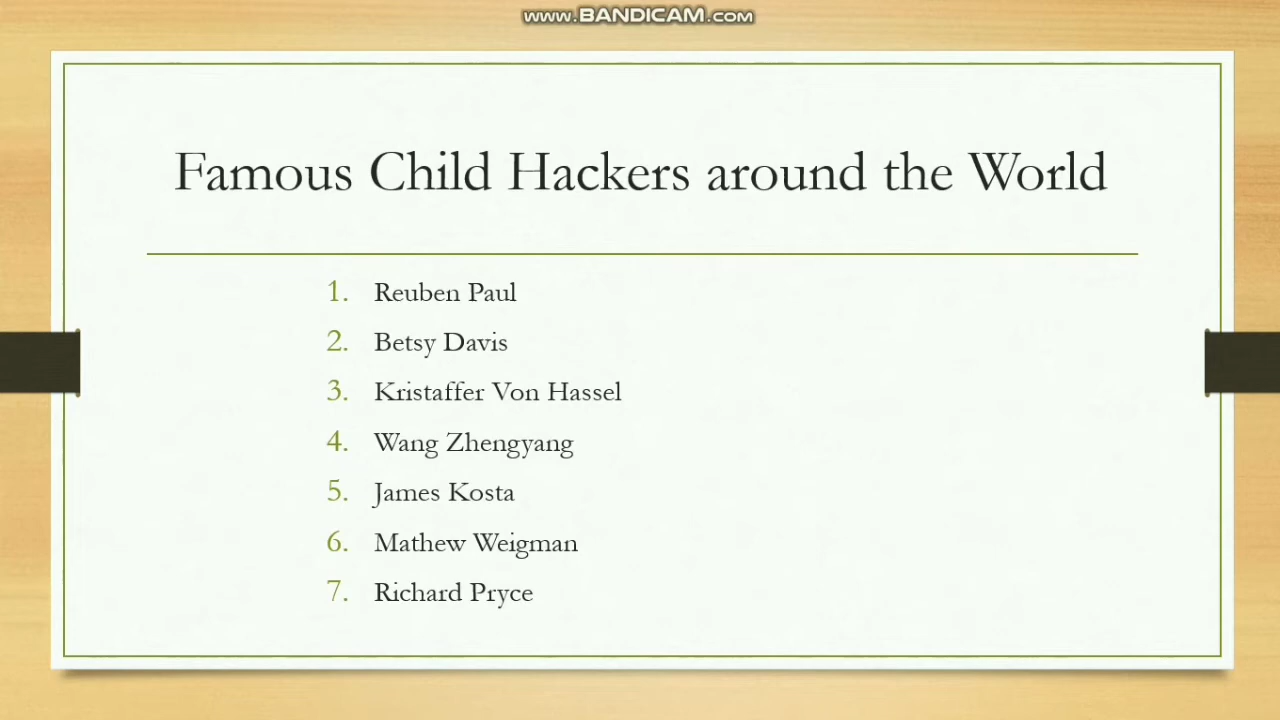 www.BANDICAM.com
Famous Child Hackers around the World
1. Reuben Paul
2. Betsy Davis
3. Kristaffer Von Hassel
4. Wang Zhengyang
5. James Kosta
6. Mathew Weigman
7. Richard Pryce